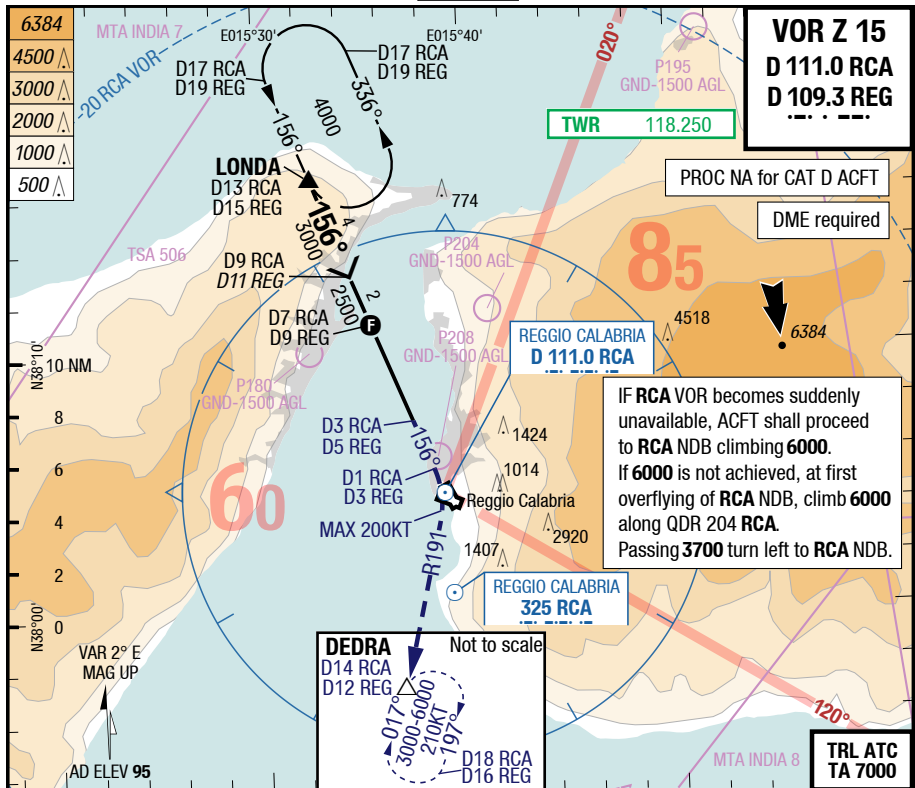 6384
4500
3000
2000
1000
500
MTA INDIA 7
E015°30'
E015°40'
-20 RCA VOR
D17 RCA
D19 REG
D17 RCA
D19 REG
336°
156°
4000
020°
P195
GND-1500 AGL
VOR Z 15
D 111.0 RCA
D 109.3 REG
TWR 118.250
PROC NA for CAT D ACFT
DME required
LONDA
D13 RCA
D15 REG
156°
4
3000
774
TSA 506
P204
GND-1500 AGL
85
D9 RCA
D11 REG
2
2500
D7 RCA
D9 REG
F
P208
GND-1500 AGL
REGGIO CALABRIA
D 111.0 RCA
4518
6384
N38°10'
10 NM
8
6
4
2
0
N38°00'
P180
GND-1500 AGL
IF RCA VOR becomes suddenly
unavailable, ACFT shall proceed
to RCA NDB climbing 6000.
If 6000 is not achieved, at first
overflying of RCA NDB, climb 6000
along QDR 204 RCA.
Passing 3700 turn left to RCA NDB.
D3 RCA
D5 REG
156°
1424
D1 RCA
D3 REG
1014
60
Reggio Calabria
MAX 200KT
2920
1407
R191
REGGIO CALABRIA
325 RCA
VAR 2° E
MAG UP
AD ELEV 95
DEDRA
Not to scale
D14 RCA
D12 REG
017°
3000-6000
210KT
197°
D18 RCA
D16 REG
120°
MTA INDIA 8
TRL ATC
TA 7000